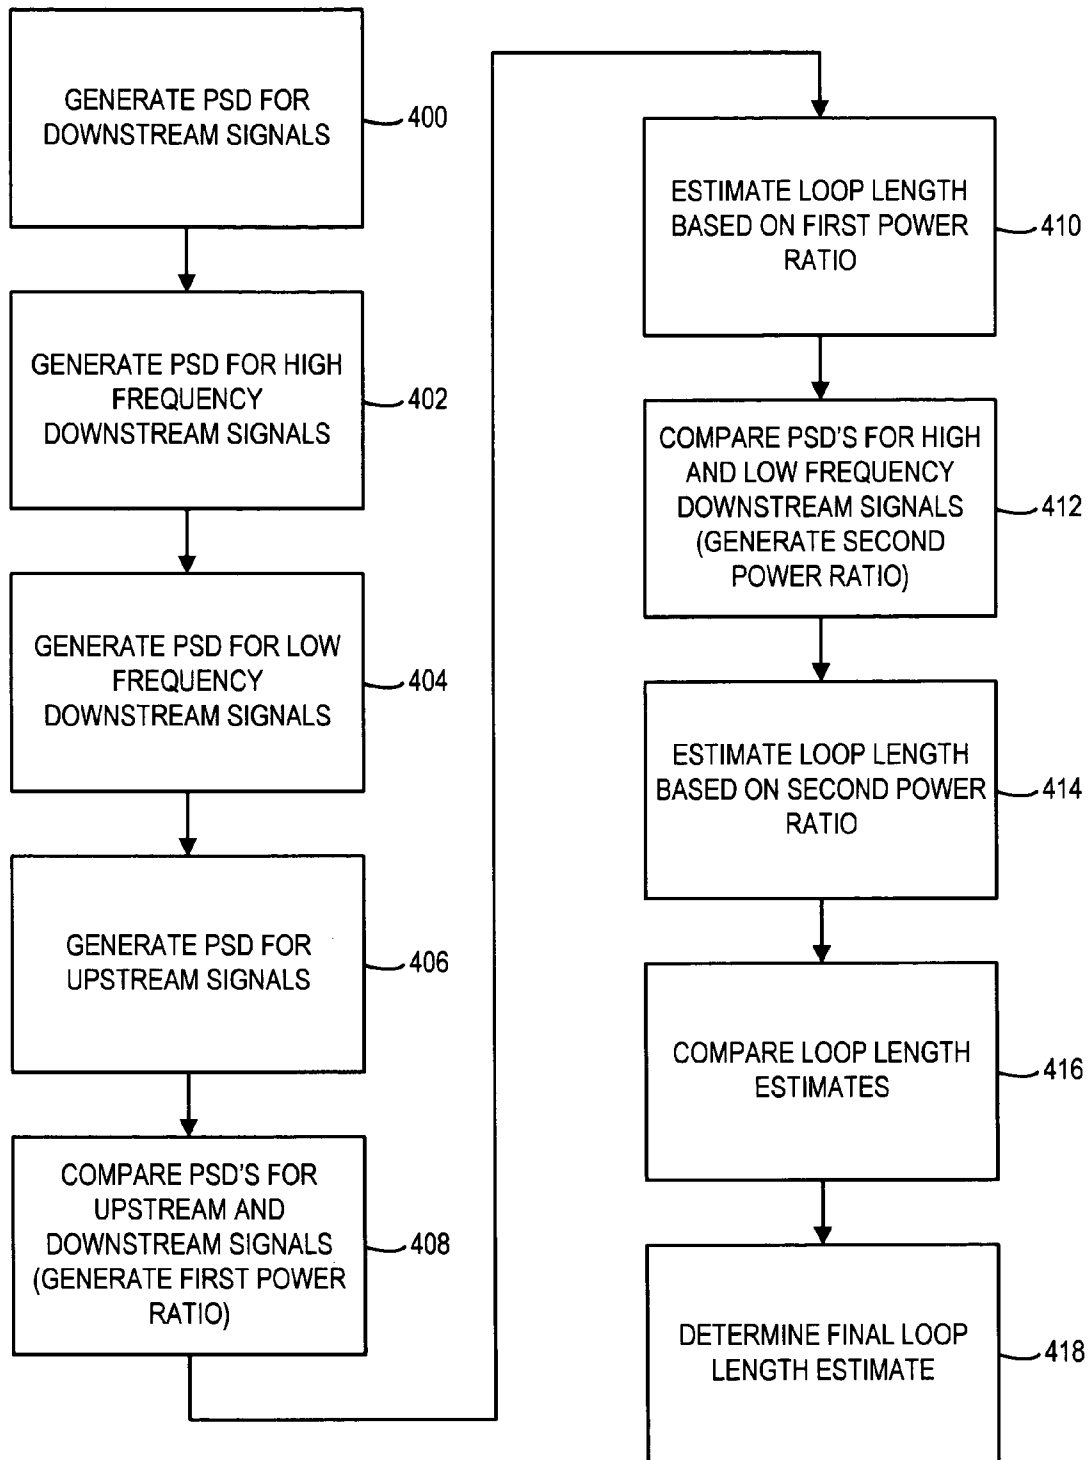 GENERATE PSD FOR
DOWNSTREAM SIGNALS
400
GENERATE PSD FOR HIGH
FREQUENCY
DOWNSTREAM SIGNALS
402
GENERATE PSD FOR LOW
FREQUENCY
DOWNSTREAM SIGNALS
404
GENERATE PSD FOR
UPSTREAM SIGNALS
406
COMPARE PSD'S FOR
UPSTREAM AND
DOWNSTREAM SIGNALS
(GENERATE FIRST POWER
RATIO)
408
ESTIMATE LOOP LENGTH
BASED ON FIRST POWER
RATIO
410
COMPARE PSD'S FOR HIGH
AND LOW FREQUENCY
DOWNSTREAM SIGNALS
(GENERATE SECOND
POWER RATIO)
412
ESTIMATE LOOP LENGTH
BASED ON SECOND POWER
RATIO
414
COMPARE LOOP LENGTH
ESTIMATES
416
DETERMINE FINAL LOOP
LENGTH ESTIMATE
418